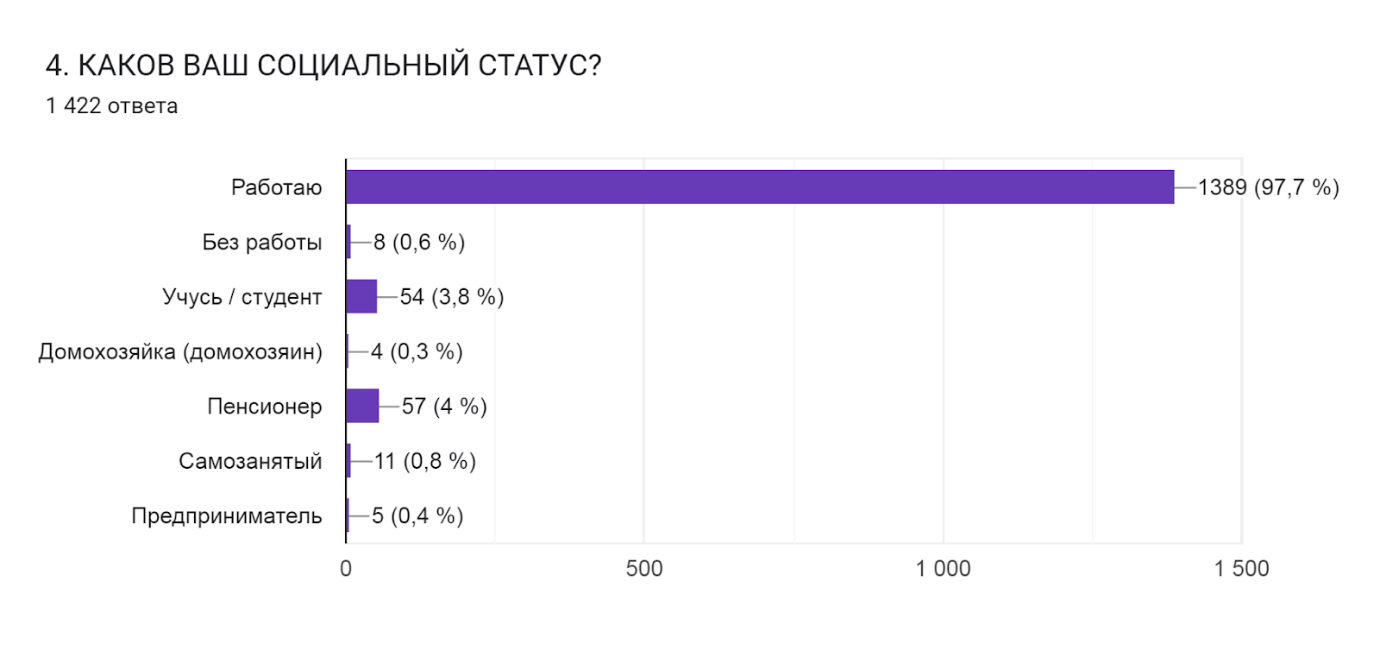 4. КАКОВ ВАШ СОЦИАЛЬНЫЙ СТАТУС?
1 422 ответа
Работаю 1389 (97,7 %)
Без работы 8 (0,6 %)
Учусь / студент 54 (3,8 %)
Домохозяйка (домохозяин) 4 (0,3 %)
Пенсионер 57 (4 %)
Самозанятый 11 (0,8 %)
Предприниматель 5 (0,4 %)
0 500 1 000 1 500